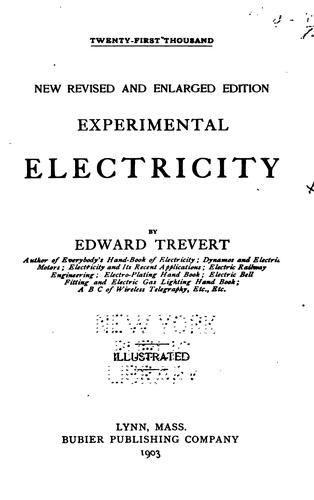 TWENTY-FIRST THOUSAND
NEW REVISED AND ENLARGED EDITION
EXPERIMENTAL
ELECTRICITY
BY
EDWARD TREVERT
Author of Everybody's Hand-Book of Electricity; Dynamos and Electric
Motors; Electricity and Its Recent Applications; Electric Railway
Engineering; Electro-Plating Hand Book; Electric Bell
Fitting and Electric Gas Lighting Hand Book;
A B C of Wireless Telegraphy, Etc., Etc.
NEW YORK
PUBLIC
ILLUSTRATED
LIBRARY
LYNN, MASS.
BUBIER PUBLISHING COMPANY
1903